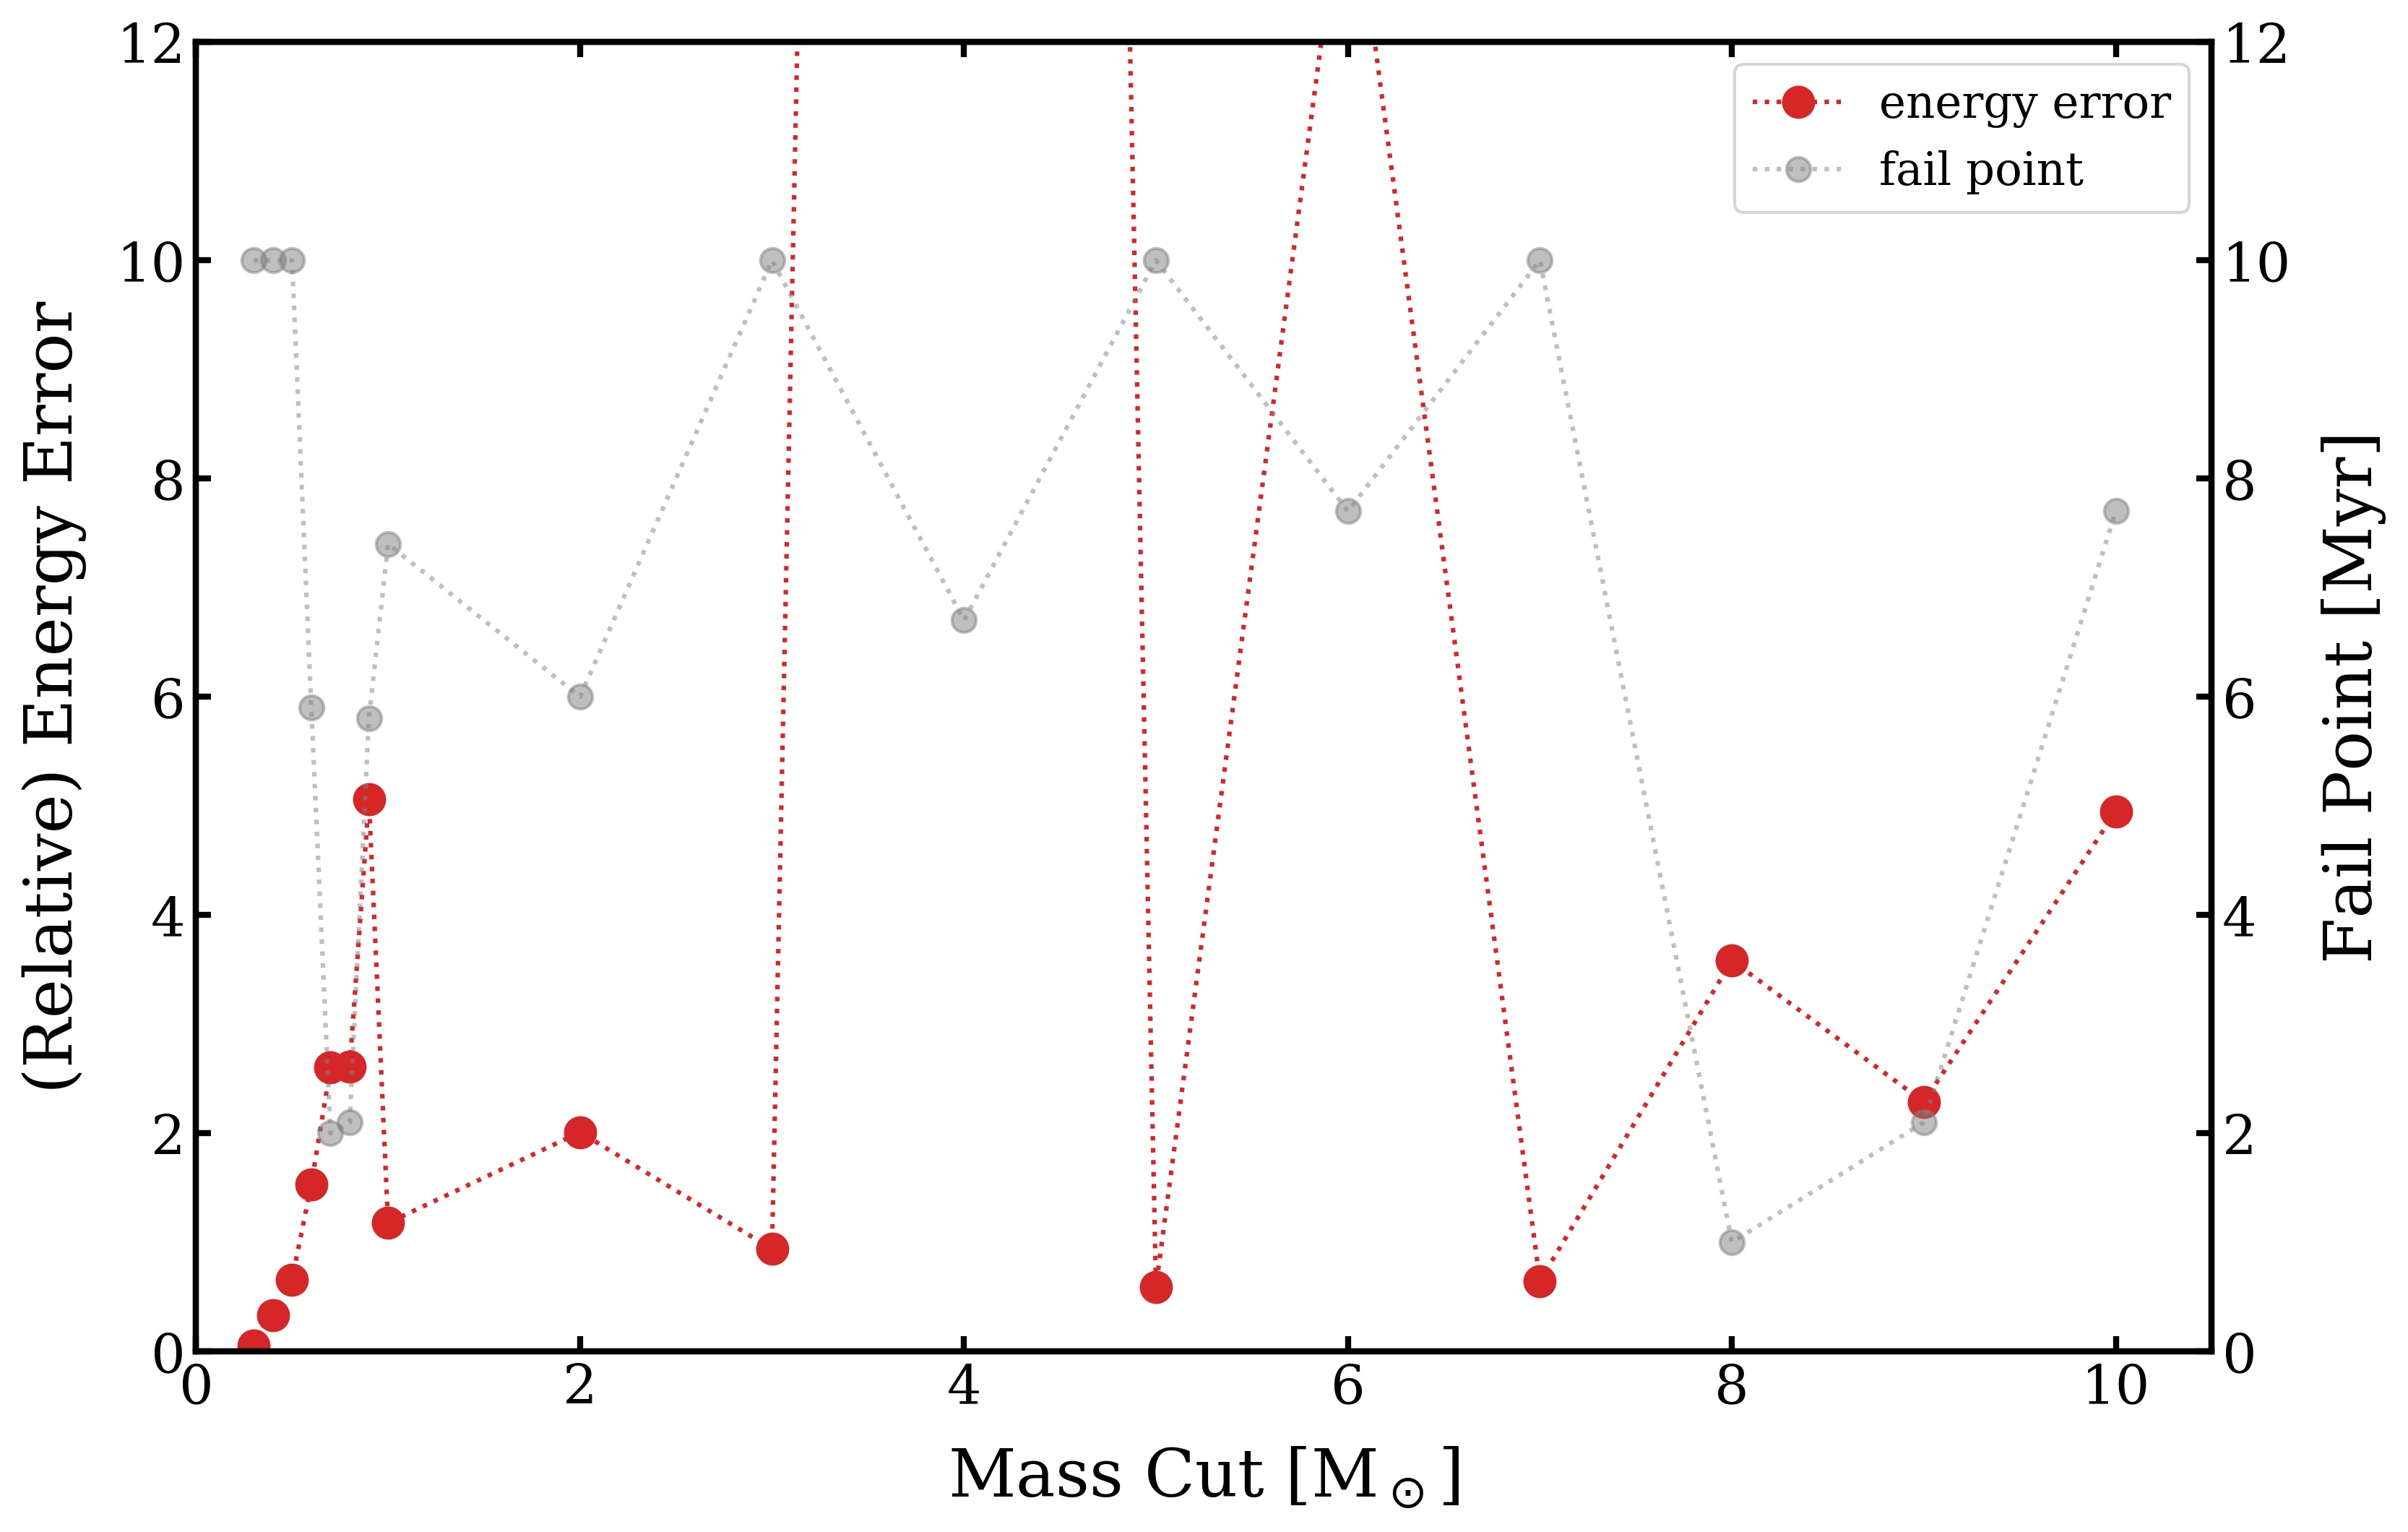 12
10
8
6
4
2
0
(Relative) Energy Error
0 2 4 6 8 10
Mass Cut [M⊙]
12
10
8
6
4
2
0
Fail Point [Myr]
energy error
fail point